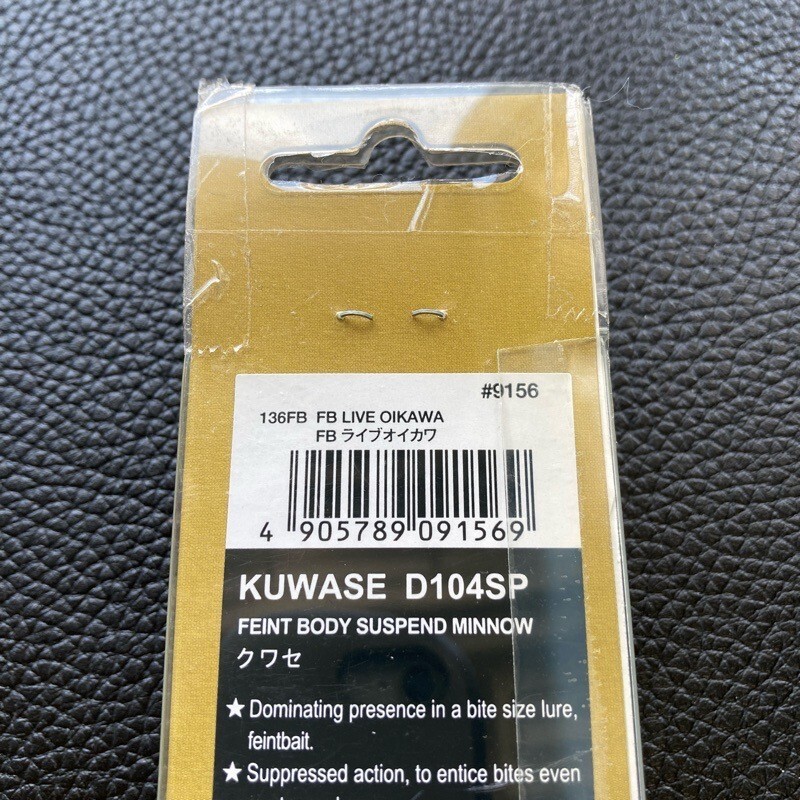 #9156
136FB FB LIVE OIKAWA
FB ライブオイカワ
4 905789 091569
KUWASE D104SP
FEINT BODY SUSPEND MINNOW
クワセ
★ Dominating presence in a bite size lure,
feintbait.
★ Suppressed action, to entice bites even